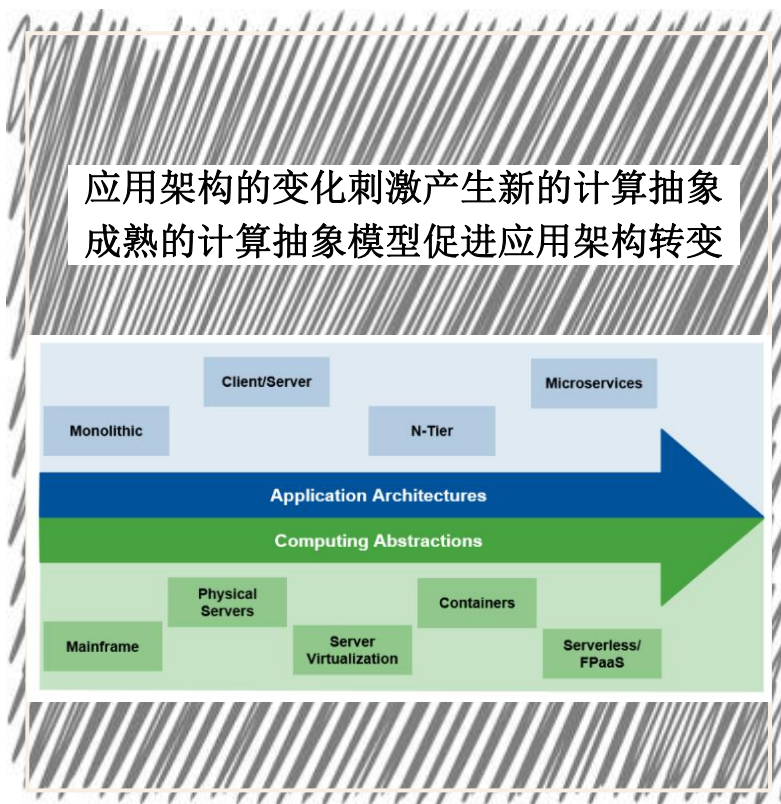 应用架构的变化刺激产生新的计算抽象
成熟的计算抽象模型促进应用架构转变
Client/Server
Microservices
Monolithic
N-Tier
Application Architectures
Computing Abstractions
Physical
Servers
Containers
Mainframe
Server
Virtualization
Serverless/
FPaaS